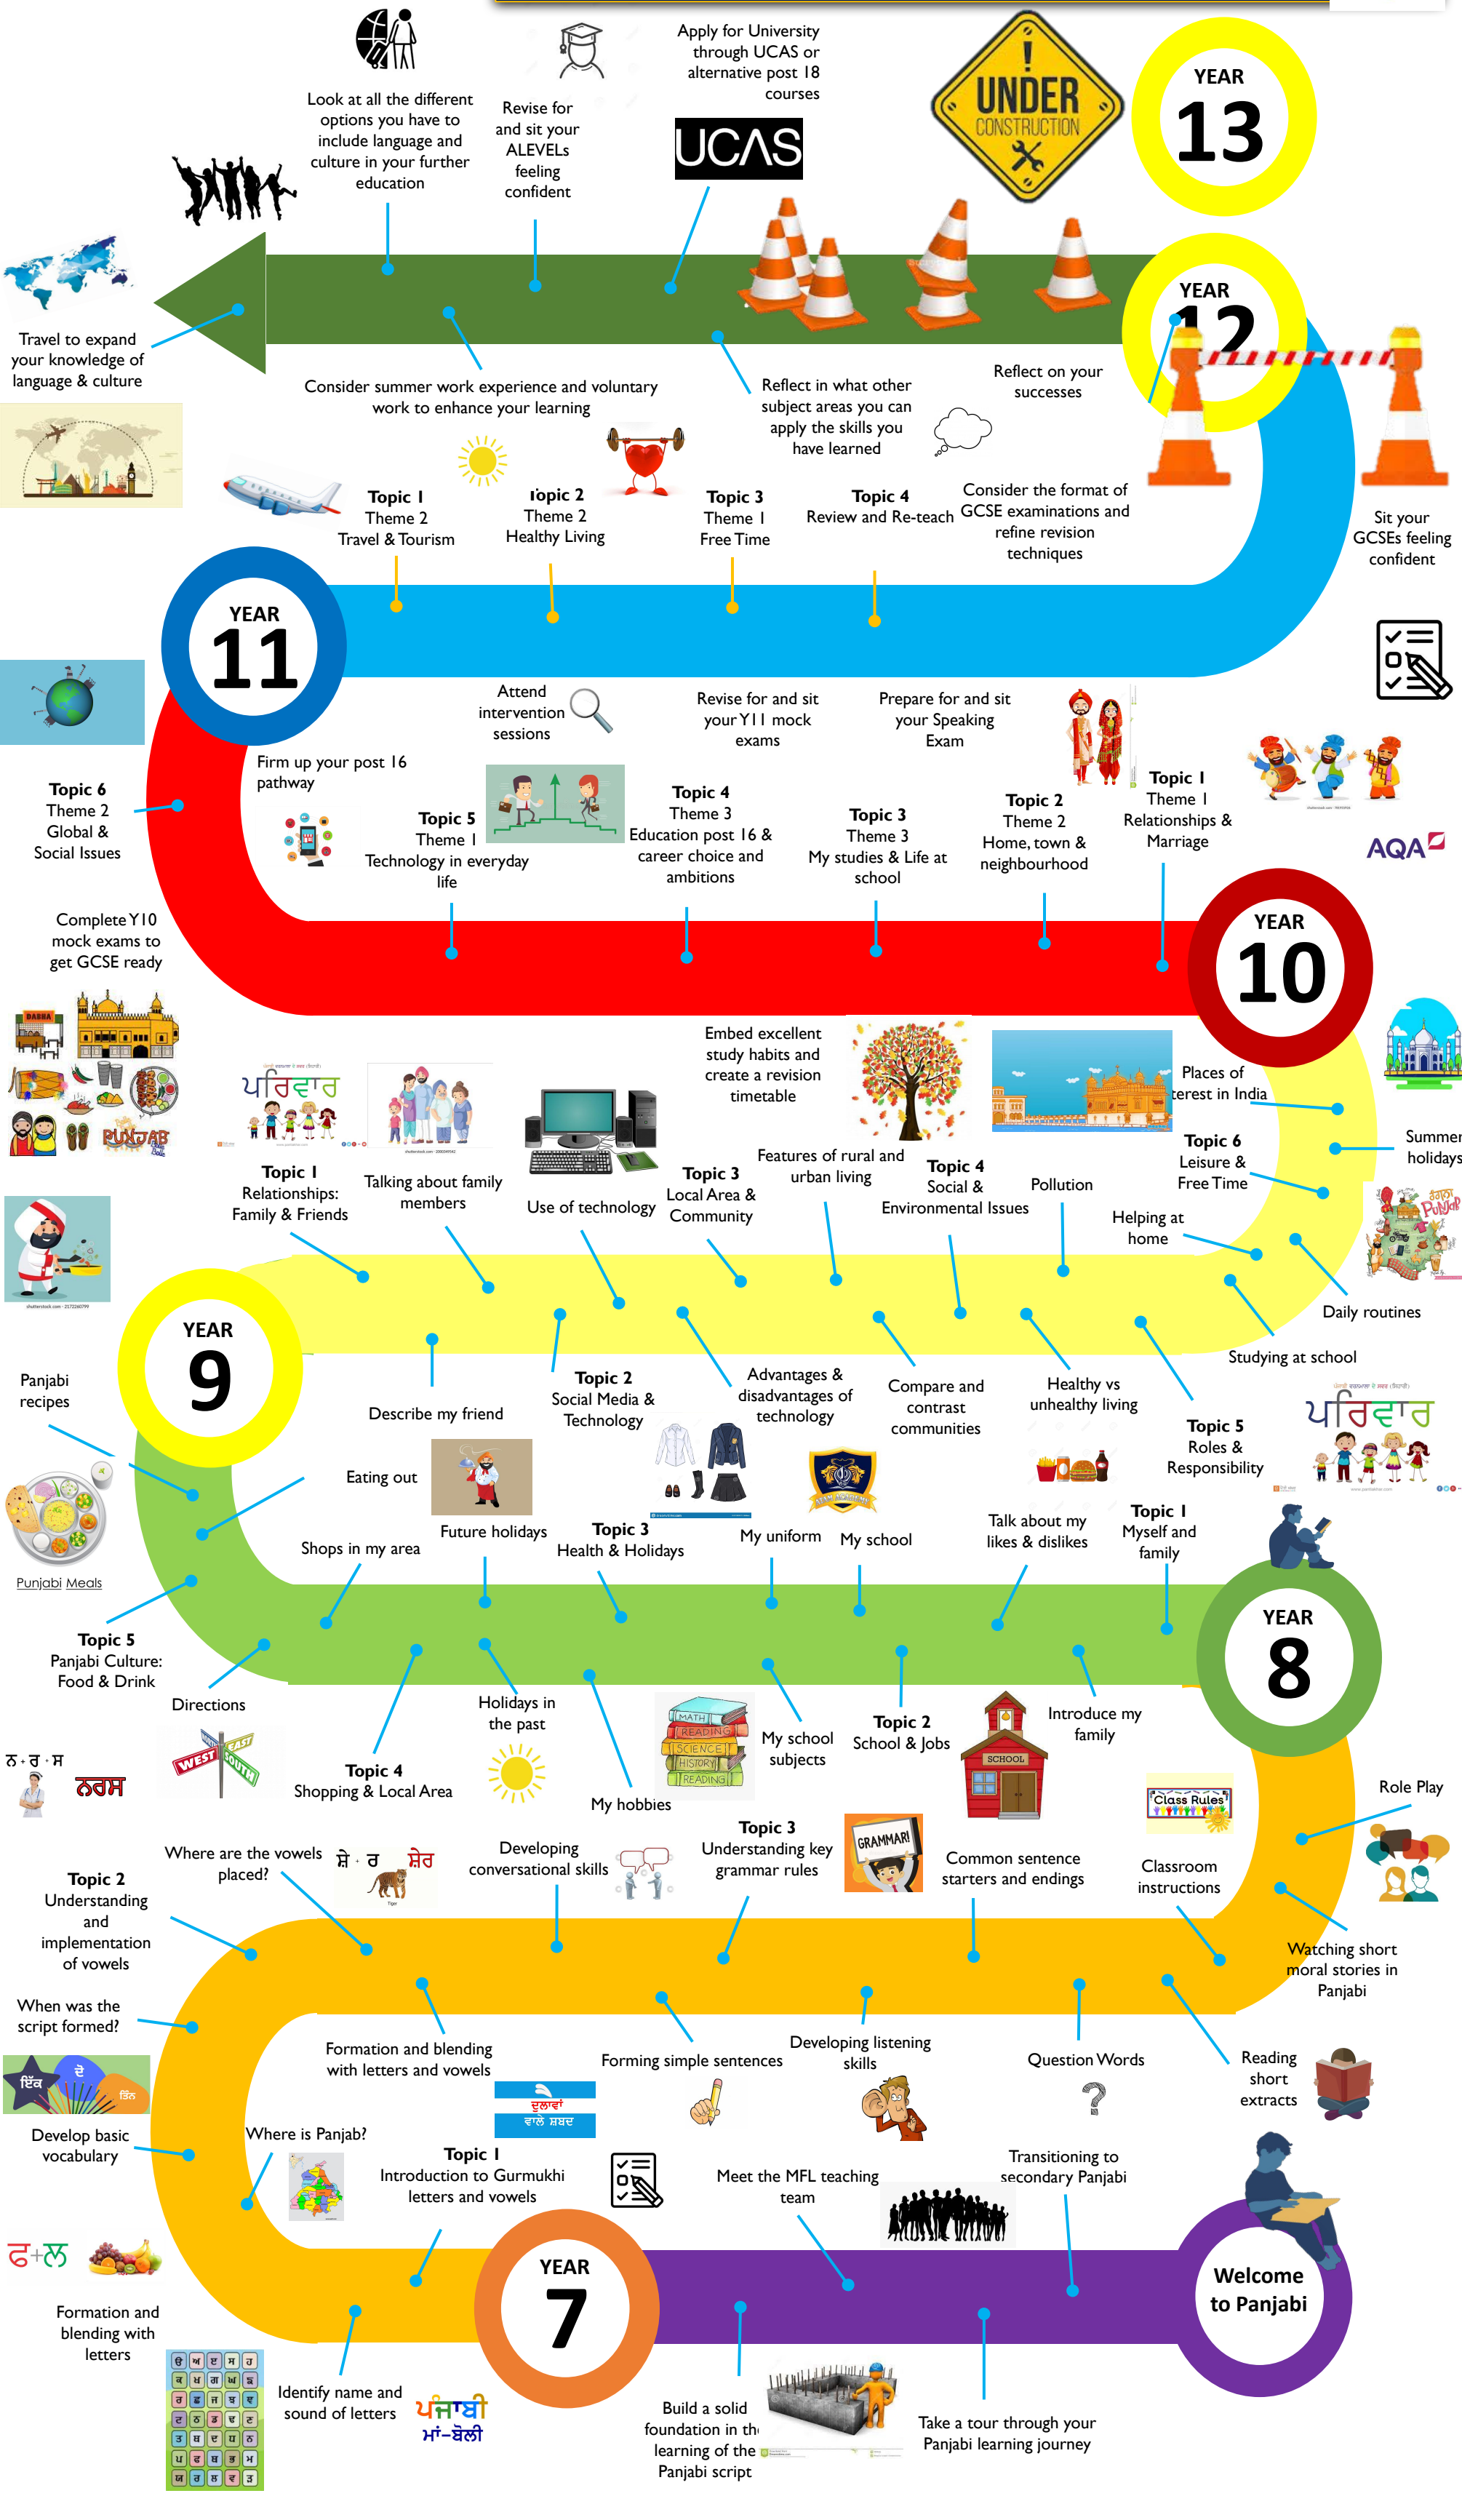 Look at all the different
options you have to
include language and
culture in your further
education
Revise for
and sit your
ALEVELs
feeling
confident
Apply for University
through UCAS or
alternative post 18
courses
UCAS
!
UNDER
CONSTRUCTION
YEAR
13
YEAR
12
Travel to expand
your knowledge of
language & culture
Consider summer work experience and voluntary
work to enhance your learning
Reflect in what other
subject areas you can
apply the skills you
have learned
Reflect on your
successes
Topic 1
Theme 2
Travel & Tourism
Topic 2
Theme 2
Healthy Living
Topic 3
Theme 1
Free Time
Topic 4
Review and Re-teach
Consider the format of
GCSE examinations and
refine revision
techniques
Sit your
GCSEs feeling
confident
YEAR
11
Attend
intervention
sessions
Revise for and sit
your Y11 mock
exams
Prepare for and sit
your Speaking
Exam
Firm up your post 16
pathway
Topic 6
Theme 2
Global &
Social Issues
Topic 5
Theme 1
Technology in everyday
life
Topic 4
Theme 3
Education post 16 &
career choice and
ambitions
Topic 3
Theme 3
My studies & Life at
school
Topic 2
Theme 2
Home, town &
neighbourhood
Topic 1
Theme 1
Relationships &
Marriage
AQA
Complete Y10
mock exams to
get GCSE ready
YEAR
10
DABHA
PUNJAB
Embed excellent
study habits and
create a revision
timetable
ਪਰਿਵਾਰ
Places of
terest in India
Summer
holidays
Topic 6
Leisure &
Free Time
Topic 1
Relationships:
Family & Friends
Talking about family
members
Use of technology
Topic 3
Local Area &
Community
Features of rural and
urban living
Topic 4
Social &
Environmental Issues
Pollution
Helping at
home
Punjab
Daily routines
Studying at school
shutterstock.com · 2172260799
YEAR
9
Panjabi
recipes
Describe my friend
Topic 2
Social Media &
Technology
Advantages &
disadvantages of
technology
Compare and
contrast
communities
Healthy vs
unhealthy living
Topic 5
Roles &
Responsibility
ਪਰਿਵਾਰ
Eating out
Shops in my area
Future holidays
Topic 3
Health & Holidays
My uniform
My school
Talk about my
likes & dislikes
Topic 1
Myself and
family
Punjabi Meals
YEAR
8
Topic 5
Panjabi Culture:
Food & Drink
Directions
Topic 4
Shopping & Local Area
Holidays in
the past
My hobbies
MATH
READING
SCIENCE
HISTORY
READING
My school
subjects
Topic 2
School & Jobs
SCHOOL
Introduce my
family
WEST
EAST
SOUTH
ਨ + ਰ + ਸ
ਨਰਸ
Class Rules
Role Play
Where are the vowels
placed?
ਸ਼ੇ + ਰ
ਸ਼ੇਰ
Tiger
Developing
conversational skills
Topic 3
Understanding key
grammar rules
GRAMMAR!
Common sentence
starters and endings
Classroom
instructions
Topic 2
Understanding
and
implementation
of vowels
Watching short
moral stories in
Panjabi
When was the
script formed?
Formation and blending
with letters and vowels
Forming simple sentences
Developing listening
skills
Question Words
?
Reading
short
extracts
ਇੱਕ
ਦੋ
ਤਿੰਨ
ਦੁਲਾਵਾਂ
ਵਾਲੇ ਸ਼ਬਦ
Develop basic
vocabulary
Where is Panjab?
Topic 1
Introduction to Gurmukhi
letters and vowels
Meet the MFL teaching
team
Transitioning to
secondary Panjabi
ਫ+ਲ
YEAR
7
Welcome
to Panjabi
Formation and
blending with
letters
ੳ ਅ ੲ ਸ ਹ
ਕ ਖ ਗ ਘ ਙ
ਚ ਛ ਜ ਝ ਞ
ਟ ਠ ਡ ਢ ਣ
ਤ ਥ ਦ ਧ ਨ
ਪ ਫ ਬ ਭ ਮ
ਯ ਰ ਲ ਵ ੜ
Identify name and
sound of letters
ਪੰਜਾਬੀ
ਮਾਂ-ਬੋਲੀ
Build a solid
foundation in the
learning of the
Panjabi script
Take a tour through your
Panjabi learning journey